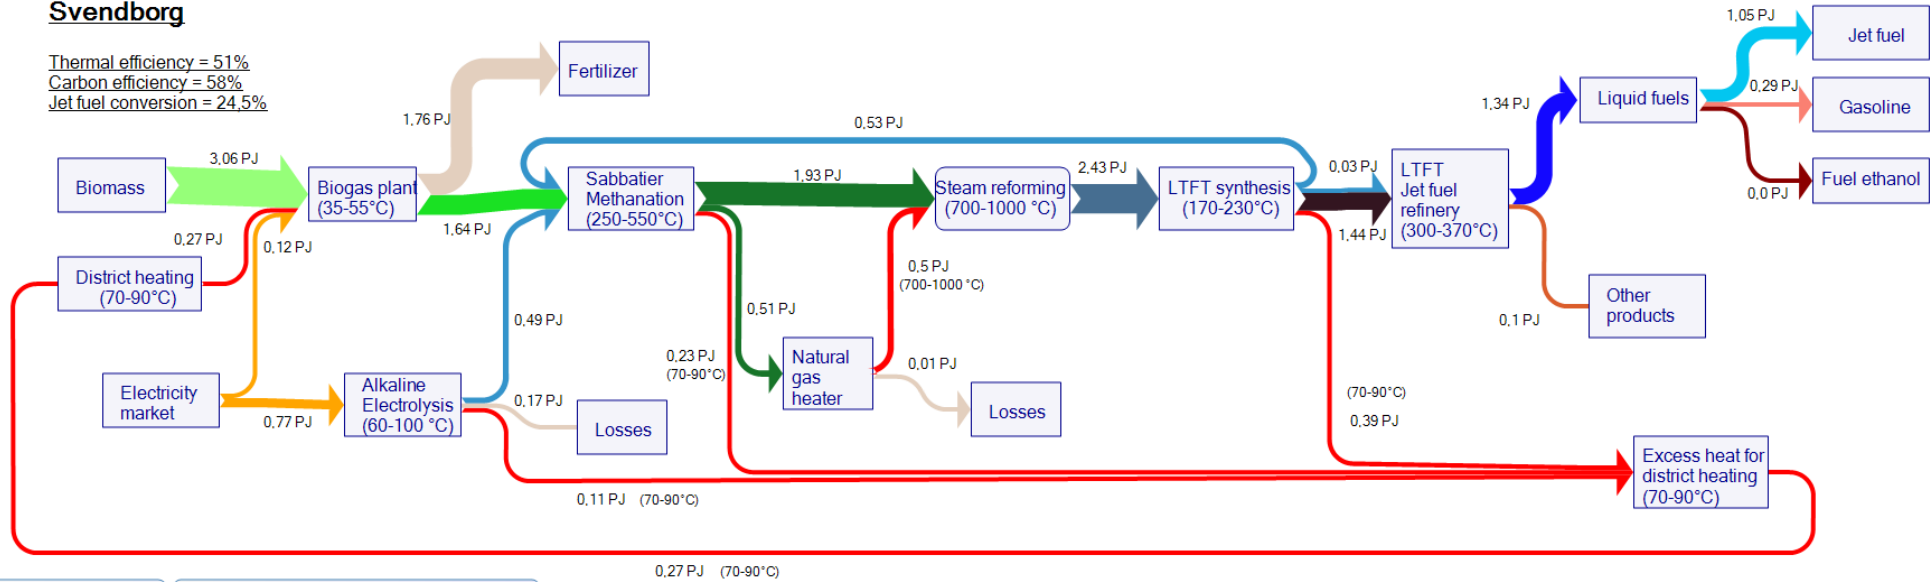 Svendborg
Thermal efficiency = 51%
Carbon efficiency = 58%
Jet fuel conversion = 24,5%
1,05 PJ
Jet fuel
Fertilizer
0,29 PJ
Liquid fuels
1,34 PJ
Gasoline
1,76 PJ
0,53 PJ
3,06 PJ
Biomass
Biogas plant
(35-55°C)
1,64 PJ
Sabbatier
Methanation
(250-550°C)
1,93 PJ
Steam reforming
(700-1000 °C)
2,43 PJ
LTFT synthesis
(170-230°C)
0,03 PJ
1,44 PJ
LTFT
Jet fuel
refinery
(300-370°C)
Fuel ethanol
0,0 PJ
0,27 PJ
0,12 PJ
District heating
(70-90°C)
0,5 PJ
(700-1000 °C)
0,49 PJ
0,51 PJ
Other
products
0,1 PJ
0,23 PJ
(70-90°C)
Natural
gas
heater
0,01 PJ
Losses
Electricity
market
0,77 PJ
Alkaline
Electrolysis
(60-100 °C)
0,17 PJ
Losses
(70-90°C)
0,39 PJ
Excess heat for
district heating
(70-90°C)
0,11 PJ (70-90°C)
0,27 PJ (70-90°C)